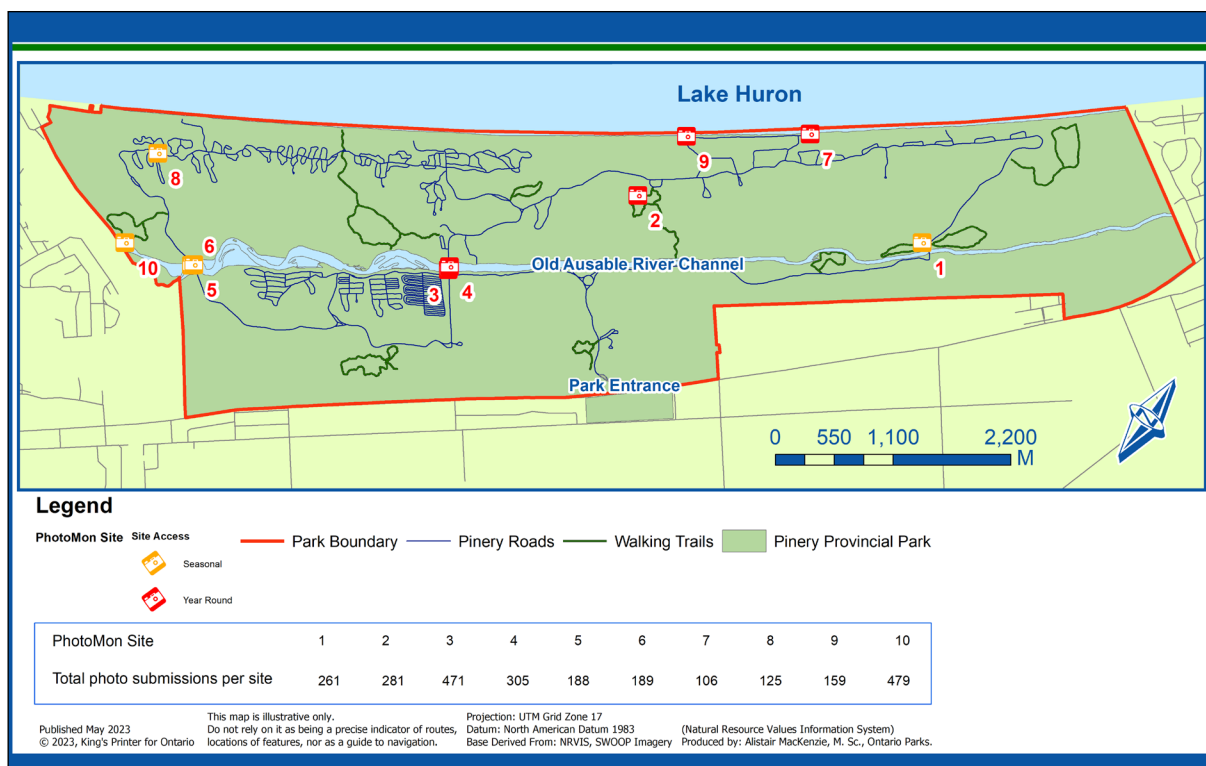 Lake Huron
9
7
8
2
6
10
Old Ausable River Channel
1
5
3
4
Park Entrance
0 550 1,100 2,200
M
Legend
PhotoMon Site Site Access
Park Boundary Pinery Roads Walking Trails Pinery Provincial Park
Seasonal
Year Round
PhotoMon Site 1 2 3 4 5 6 7 8 9 10
Total photo submissions per site 261 281 471 305 188 189 106 125 159 479
Published May 2023
© 2023, King's Printer for Ontario
This map is illustrative only.
Do not rely on it as being a precise indicator of routes,
locations of features, nor as a guide to navigation.
Projection: UTM Grid Zone 17
Datum: North American Datum 1983
Base Derived From: NRVIS, SWOOP Imagery
(Natural Resource Values Information System)
Produced by: Alistair MacKenzie, M. Sc., Ontario Parks.